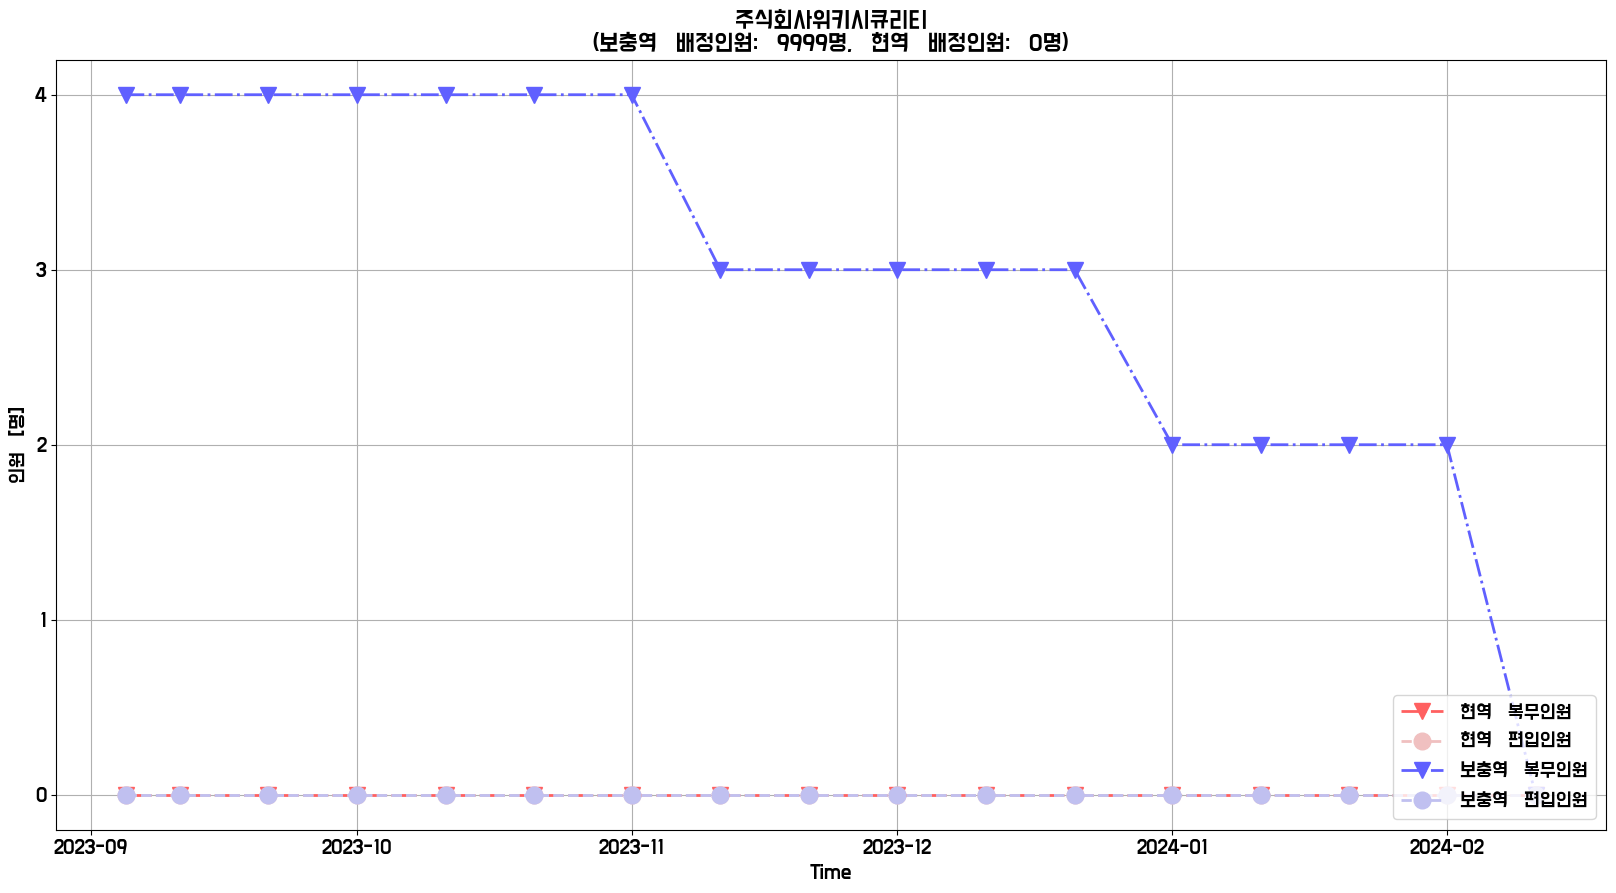 주식회사위키시큐리티
(보충역 배정인원: 9999명, 현역 배정인원: 0명)
4
3
2
1
0
인원 [명]
2023-09
2023-10
2023-11
2023-12
2024-01
2024-02
Time
현역 복무인원
현역 편입인원
보충역 복무인원
보충역 편입인원